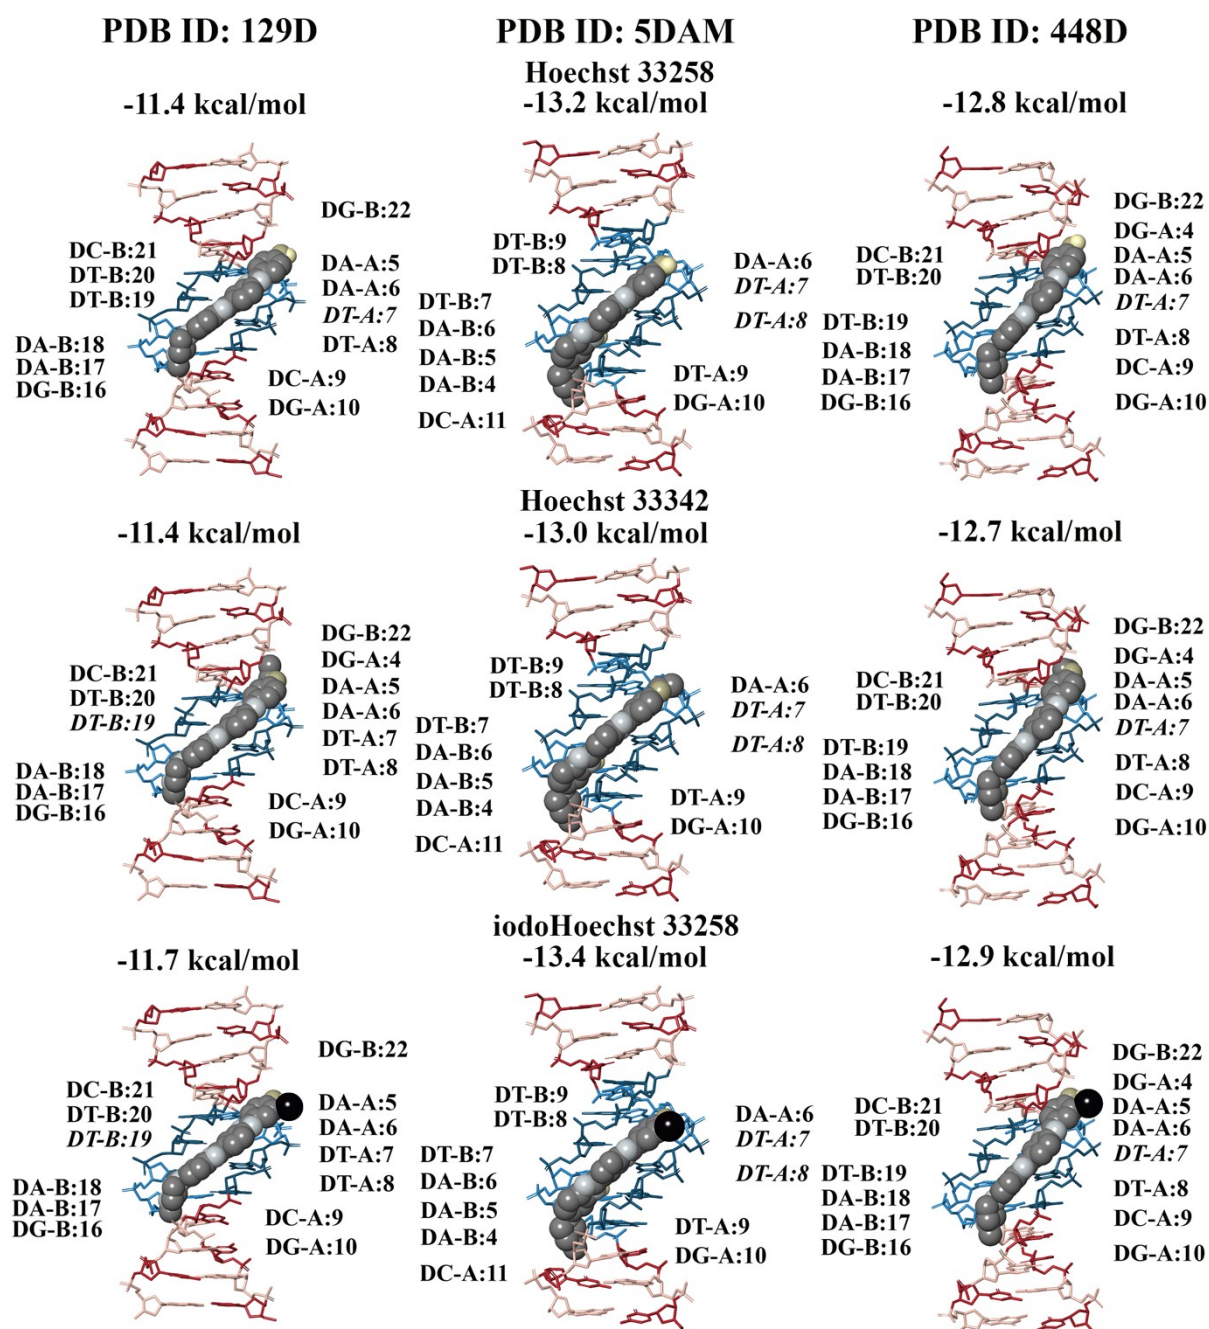 PDB ID: 129D
PDB ID: 5DAM
PDB ID: 448D
Hoechst 33258
-11.4 kcal/mol
-13.2 kcal/mol
-12.8 kcal/mol
DG-B:22
DC-B:21
DT-B:20
DT-B:19
DA-A:5
DA-A:6
DT-A:7
DT-A:8
DA-B:18
DA-B:17
DG-B:16
DC-A:9
DG-A:10
DT-B:9
DT-B:8
DA-A:6
DT-A:7
DT-A:8
DT-B:7
DA-B:6
DA-B:5
DA-B:4
DC-A:11
DT-A:9
DG-A:10
DG-B:22
DG-A:4
DC-B:21
DT-B:20
DA-A:5
DA-A:6
DT-A:7
DT-B:19
DA-B:18
DA-B:17
DG-B:16
DT-A:8
DC-A:9
DG-A:10
Hoechst 33342
-11.4 kcal/mol
-13.0 kcal/mol
-12.7 kcal/mol
DG-B:22
DG-A:4
DC-B:21
DT-B:20
DT-B:19
DA-A:5
DA-A:6
DT-A:7
DT-A:8
DA-B:18
DA-B:17
DG-B:16
DC-A:9
DG-A:10
DT-B:9
DT-B:8
DA-A:6
DT-A:7
DT-A:8
DT-B:7
DA-B:6
DA-B:5
DA-B:4
DC-A:11
DT-A:9
DG-A:10
DG-B:22
DG-A:4
DC-B:21
DT-B:20
DA-A:5
DA-A:6
DT-A:7
DT-B:19
DA-B:18
DA-B:17
DG-B:16
DT-A:8
DC-A:9
DG-A:10
iodoHoechst 33258
-11.7 kcal/mol
-13.4 kcal/mol
-12.9 kcal/mol
DG-B:22
DC-B:21
DT-B:20
DT-B:19
DA-A:5
DA-A:6
DT-A:7
DT-A:8
DA-B:18
DA-B:17
DG-B:16
DC-A:9
DG-A:10
DT-B:9
DT-B:8
DA-A:6
DT-A:7
DT-A:8
DT-B:7
DA-B:6
DA-B:5
DA-B:4
DC-A:11
DT-A:9
DG-A:10
DG-B:22
DG-A:4
DC-B:21
DT-B:20
DA-A:5
DA-A:6
DT-A:7
DT-B:19
DA-B:18
DA-B:17
DG-B:16
DT-A:8
DC-A:9
DG-A:10